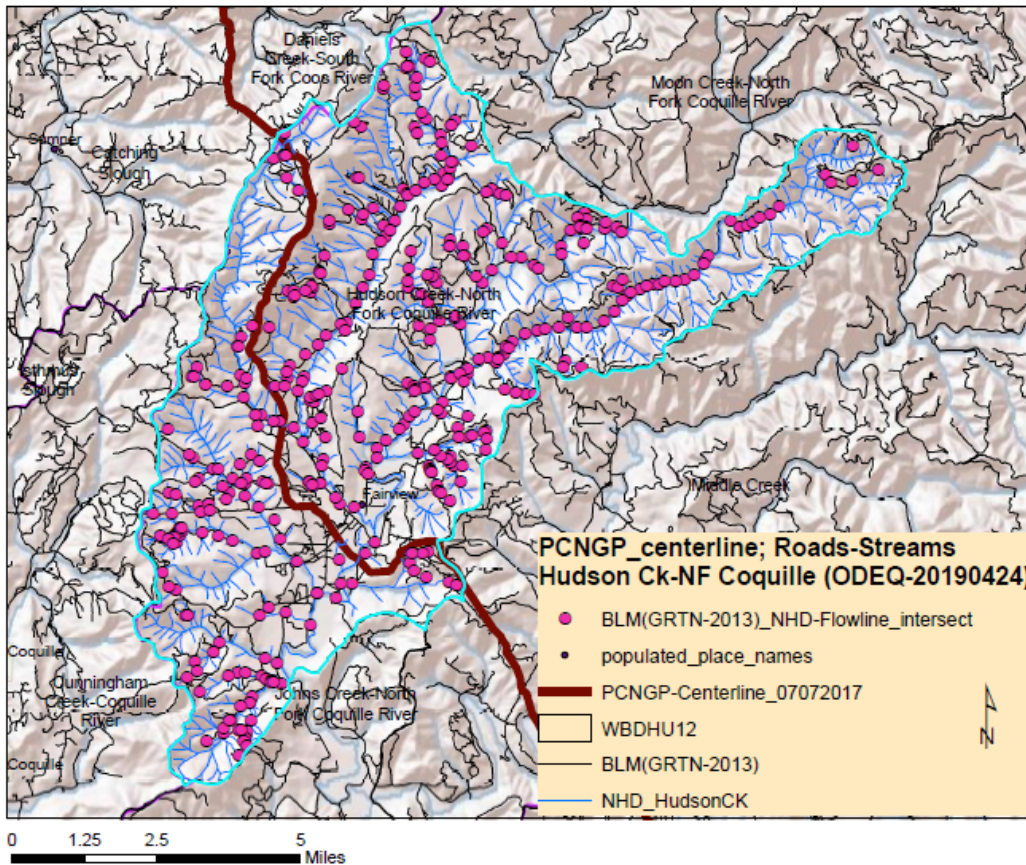 Daniels
Creek-South
Fork Coos River
Moon Creek-North
Fork Coquille River
Sumner
Catching
Slough
Hudson Creek-North
Fork Coquille River
Isthmus
Slough
Fairview
Middle Creek
Coquille
Cunningham
Creek-Coquille
River
Johns Creek-North
Fork Coquille River
Coquille
PCNGP_centerline; Roads-Streams
Hudson Ck-NF Coquille (ODEQ-20190424)
BLM(GRTN-2013)_NHD-Flowline_intersect
populated_place_names
PCNGP-Centerline_07072017
WBDHU12
BLM(GRTN-2013)
NHD_HudsonCK
N
0 1.25 2.5 5
Miles